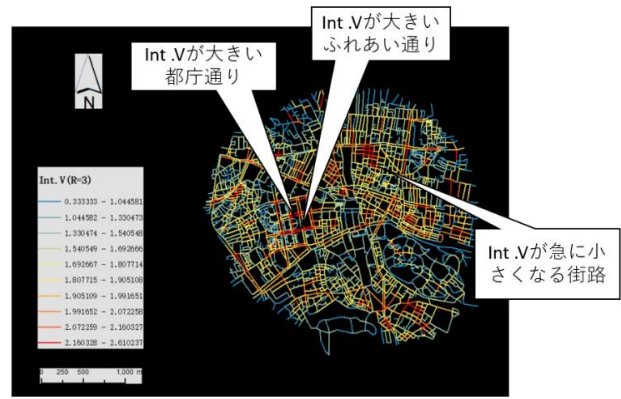 Int .Vが大きい
都庁通り
Int .Vが大きい
ふれあい通り
Int .Vが急に小
さくなる街路
N
Int. V(R=3)
0.333333 - 1.044581
1.044582 - 1.330473
1.330474 - 1.540548
1.540549 - 1.692666
1.692667 - 1.807714
1.807715 - 1.905108
1.905109 - 1.991651
1.991652 - 2.072258
2.072259 - 2.160327
2.160328 - 2.610237
0 250 500 1,000 m